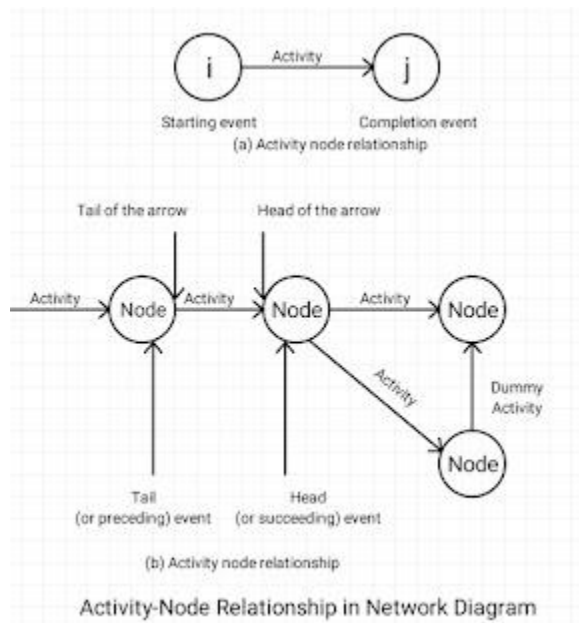 i
Activity
j
Starting event
Completion event
(a) Activity node relationship
Tail of the arrow
Head of the arrow
Activity
Node
Activity
Node
Activity
Node
Activity
Dummy
Activity
Node
Tail
(or preceding) event
Head
(or succeeding) event
(b) Activity node relationship
Activity-Node Relationship in Network Diagram